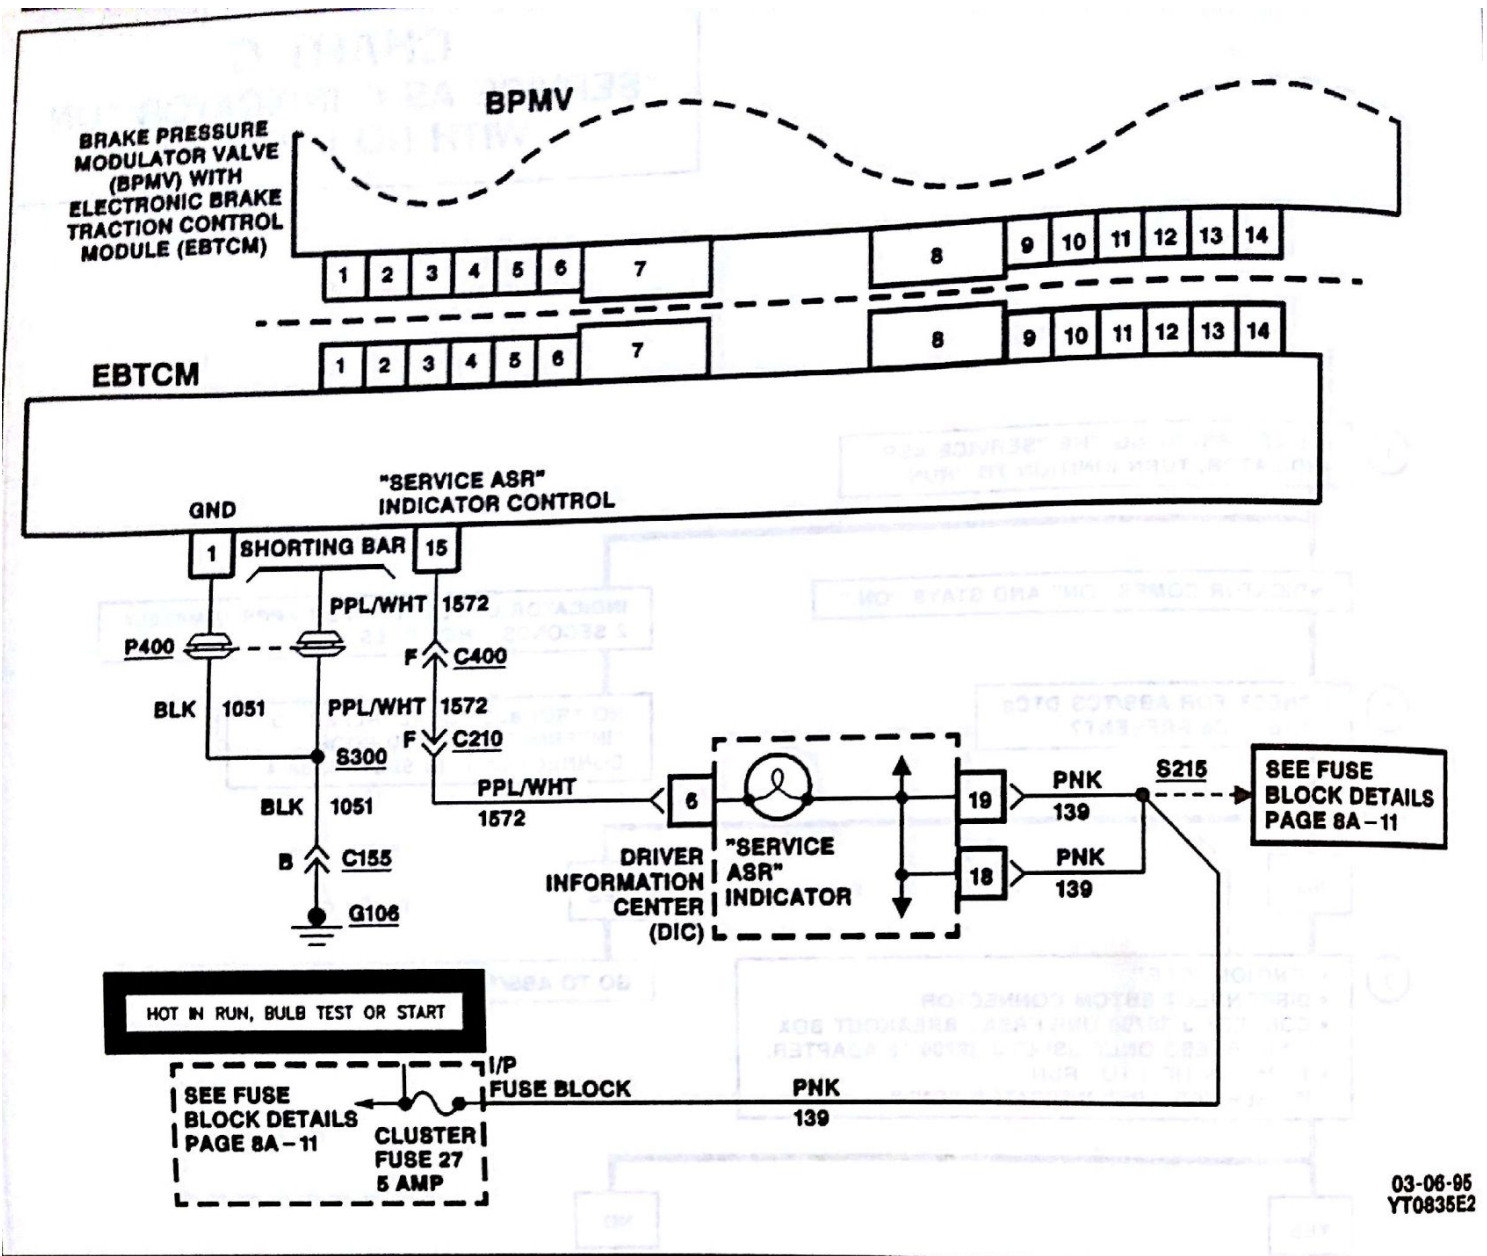 BPMV
BRAKE PRESSURE
MODULATOR VALVE
(BPMV) WITH
ELECTRONIC BRAKE
TRACTION CONTROL
MODULE (EBTCM)
1 2 3 4 5 6 7 8 9 10 11 12 13 14
1 2 3 4 5 6 7 8 9 10 11 12 13 14
EBTCM
"SERVICE ASR"
INDICATOR CONTROL
GND
1 SHORTING BAR 15
PPL/WHT 1572
P400 F C400
BLK 1051 PPL/WHT 1572
F C210
S300
BLK 1051
PPL/WHT
1572
6
B C155
G106
"SERVICE
ASR"
INDICATOR
DRIVER
INFORMATION
CENTER
(DIC)
19 PNK
139
S215
18 PNK
139
SEE FUSE
BLOCK DETAILS
PAGE 8A-11
HOT IN RUN, BULB TEST OR START
I/P
FUSE BLOCK
SEE FUSE
BLOCK DETAILS
PAGE 8A-11
CLUSTER
FUSE 27
5 AMP
PNK
139
03-06-95
YT0835E2